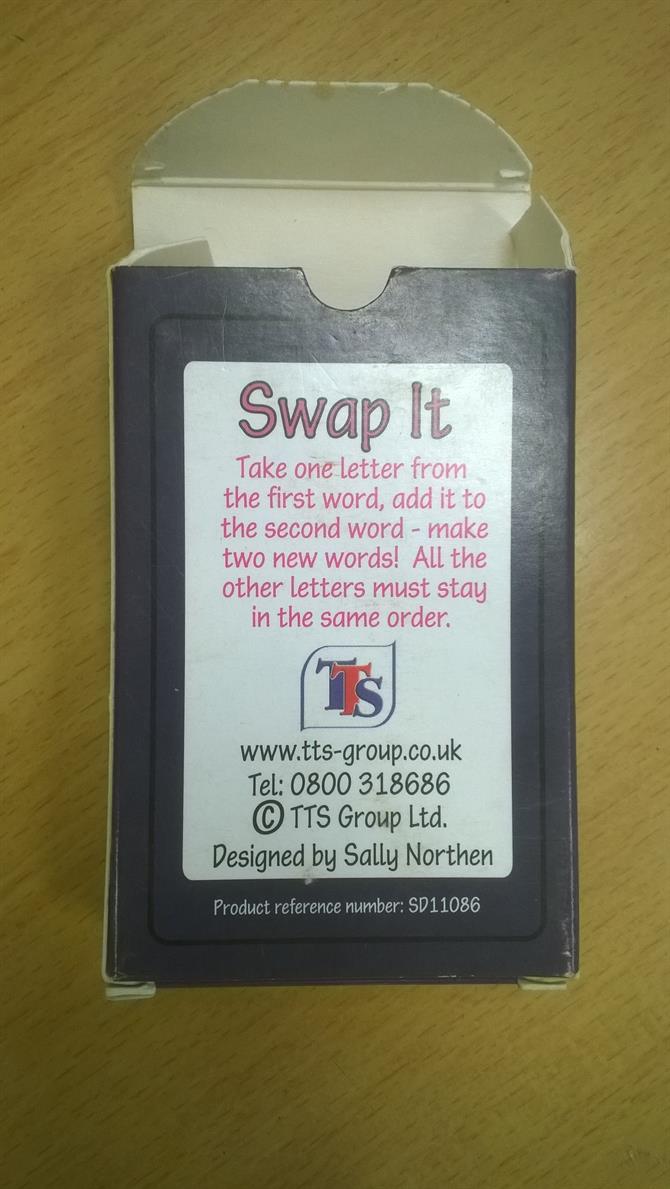 Swap It
Take one letter from
the first word, add it to
the second word - make
two new words! All the
other letters must stay
in the same order.
TTS
www.tts-group.co.uk
Tel: 0800 318686
© TTS Group Ltd.
Designed by Sally Northen
Product reference number: SD11086